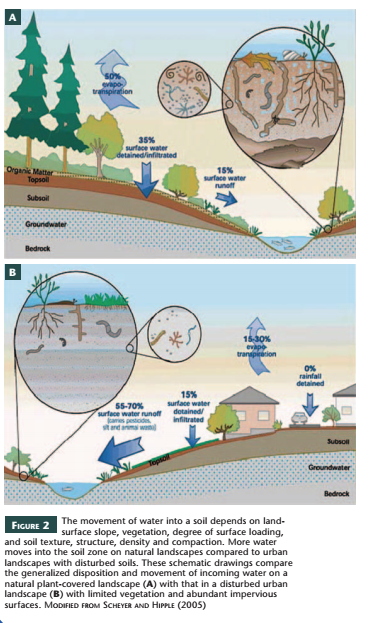 A
50%
evapo-
transpiration
35%
surface water
detained/infiltrated
15%
surface water
runoff
Organic Matter
Topsoil
Subsoil
Groundwater
Bedrock
B
15-30%
evapo-
transpiration
0%
rainfall
detained
15%
surface water
detained/
infiltrated
55-70%
surface water runoff
(carries pesticides,
silt and animal waste)
Topsoil
Subsoil
Groundwater
Bedrock
FIGURE 2 The movement of water into a soil depends on land-
surface slope, vegetation, degree of surface loading,
and soil texture, structure, density and compaction. More water
moves into the soil zone on natural landscapes compared to urban
landscapes with disturbed soils. These schematic drawings compare
the generalized disposition and movement of incoming water on a
natural plant-covered landscape (A) with that in a disturbed urban
landscape (B) with limited vegetation and abundant impervious
surfaces. MODIFIED FROM SCHEYER AND HIPPLE (2005)